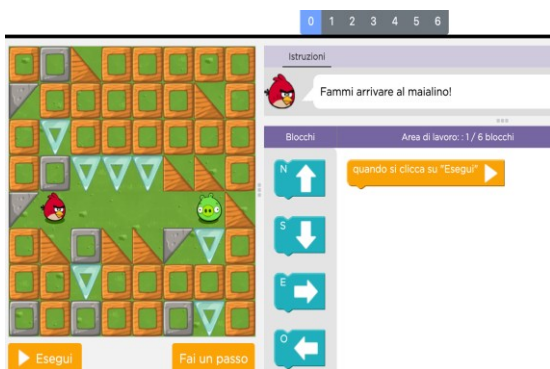 0 1 2 3 4 5 6
Istruzioni
Fammi arrivare al maialino!
Blocchi
Area di lavoro: : 1 / 6 blocchi
N
quando si clicca su "Esegui"
S
E
O
Esegui
Fai un passo